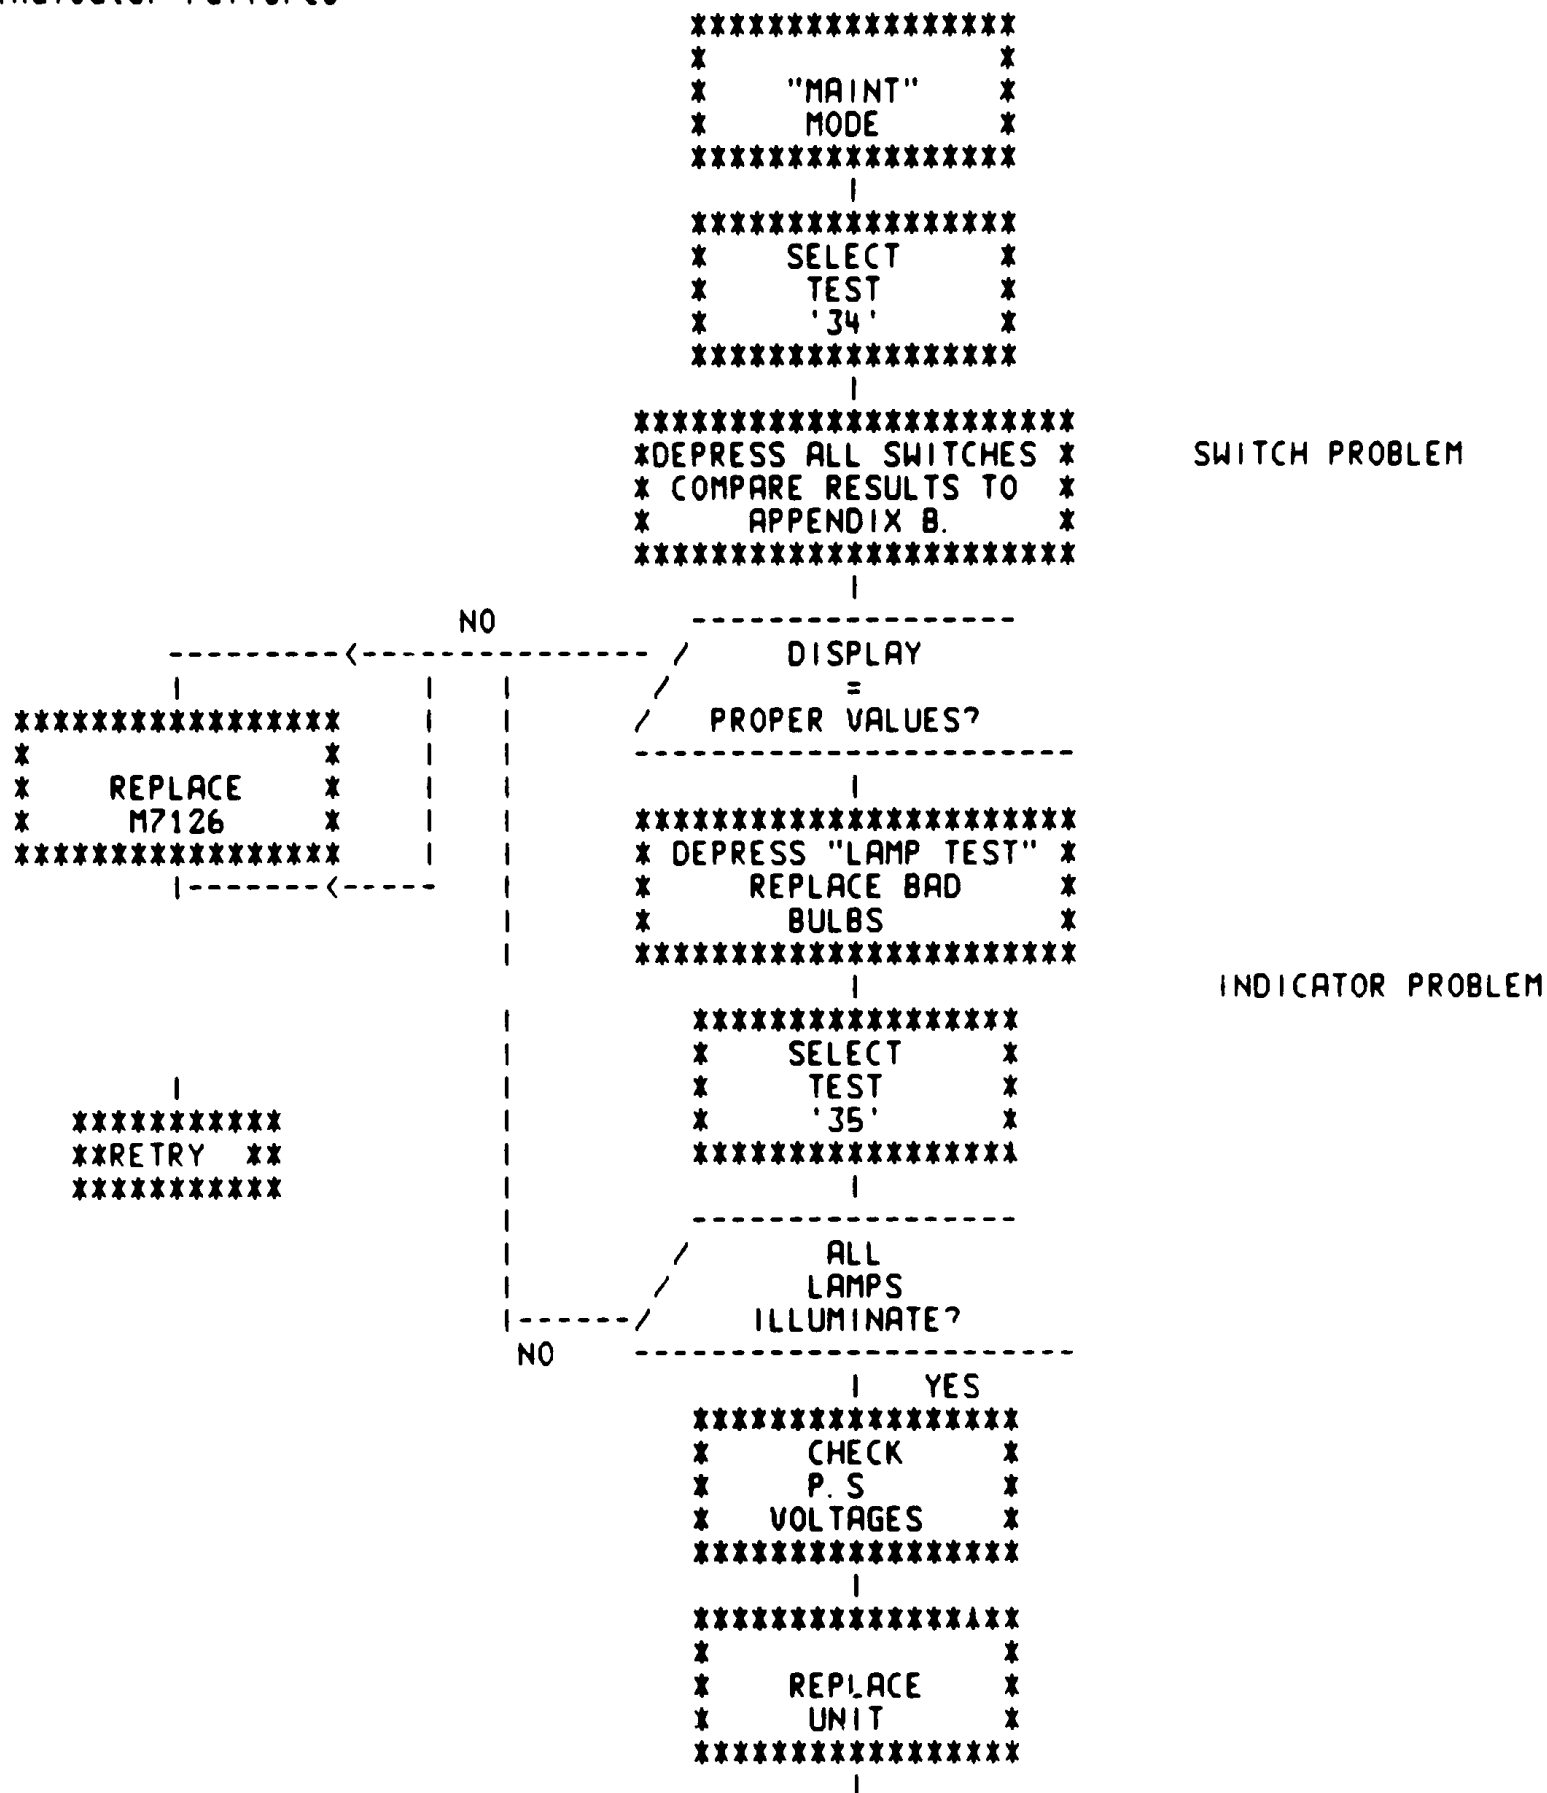 "MAINT"
MODE
SELECT
TEST
'34'
DEPRESS ALL SWITCHES
COMPARE RESULTS TO
APPENDIX B.
SWITCH PROBLEM
NO
DISPLAY
=
PROPER VALUES?
REPLACE
M7126
DEPRESS "LAMP TEST"
REPLACE BAD
BULBS
INDICATOR PROBLEM
SELECT
TEST
'35'
RETRY
ALL
LAMPS
ILLUMINATE?
NO
YES
CHECK
P.S
VOLTAGES
REPLACE
UNIT